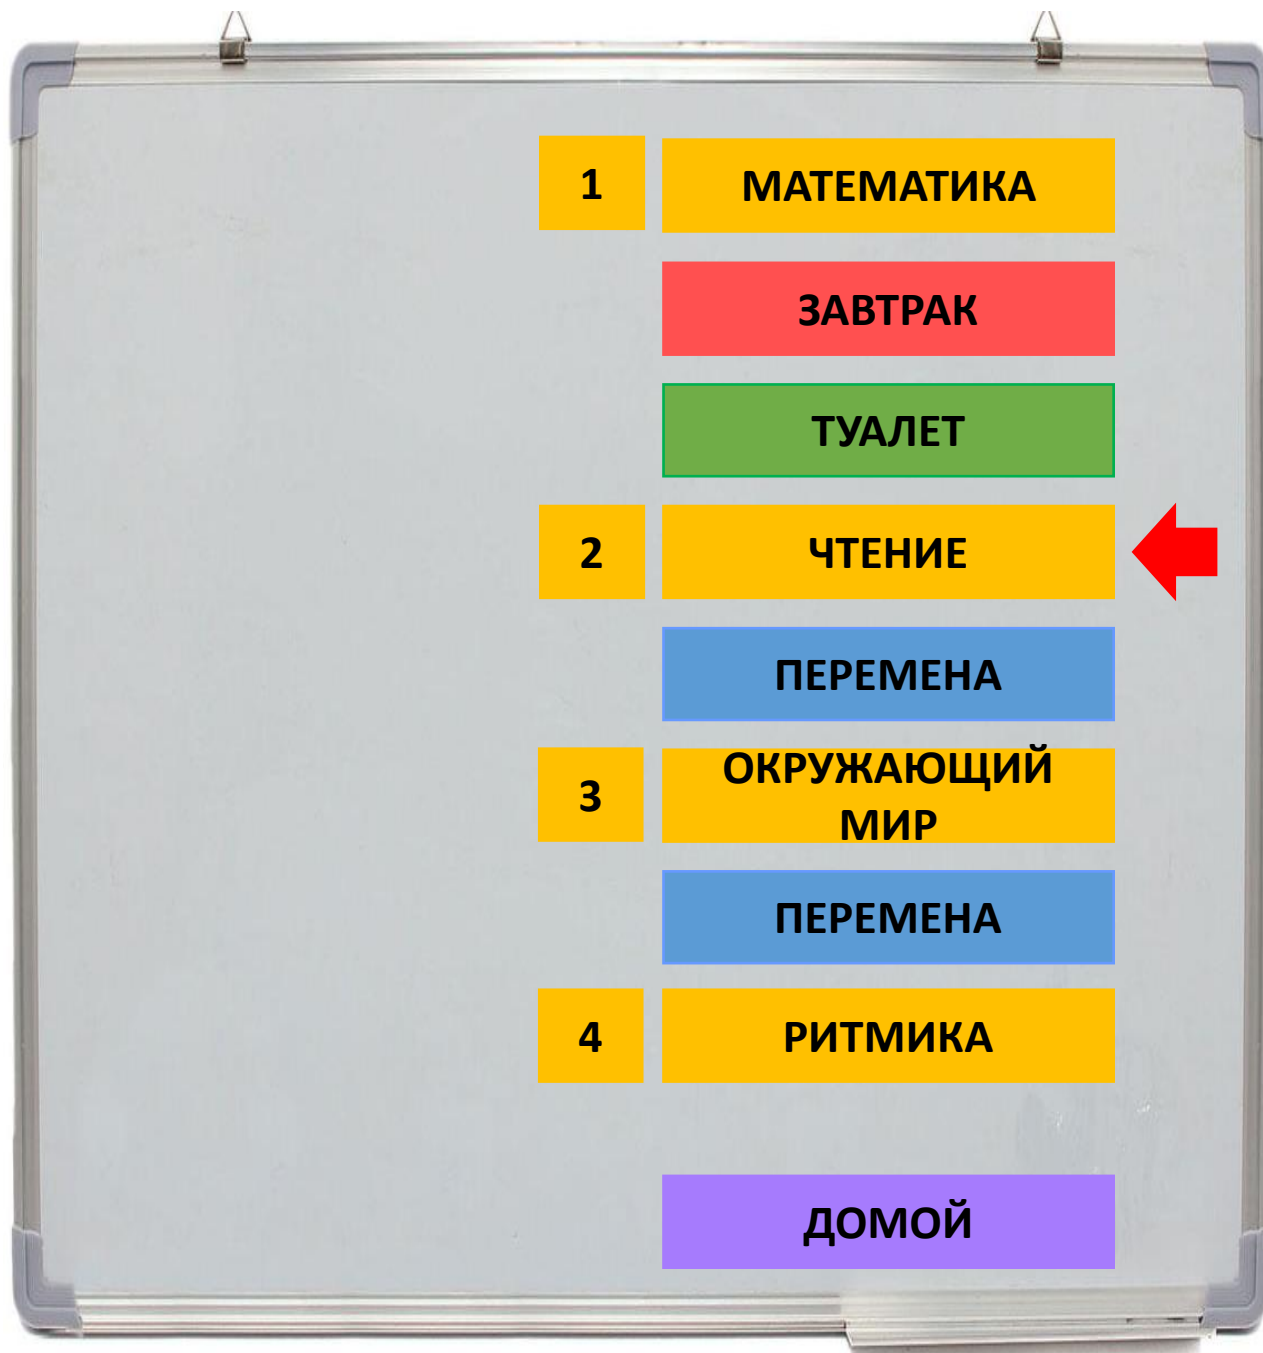 1 МАТЕМАТИКА
ЗАВТРАК
ТУАЛЕТ
2 ЧТЕНИЕ
ПЕРЕМЕНА
3 ОКРУЖАЮЩИЙ
МИР
ПЕРЕМЕНА
4 РИТМИКА
ДОМОЙ